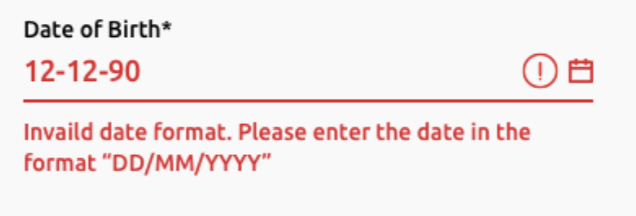 Date of Birth*
12-12-90
Invaild date format. Please enter the date in the
format “DD/MM/YYYY”